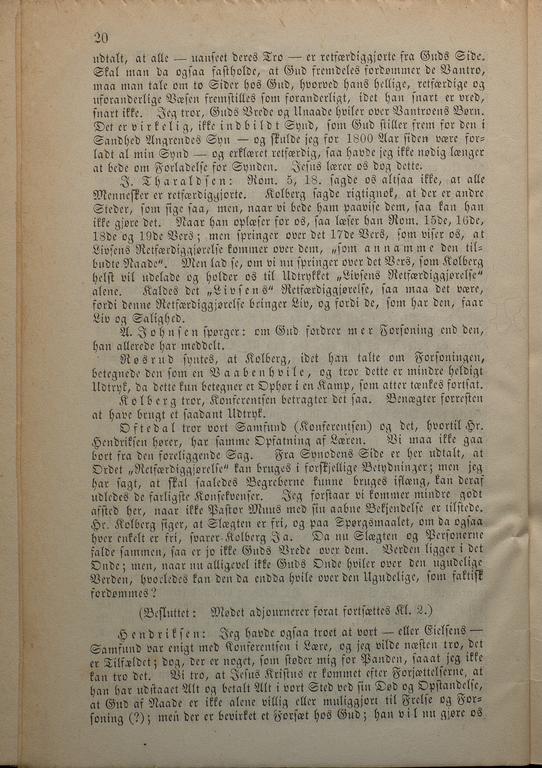 20
udtalt, at alle — uanseet deres Tro — er retfærdiggjorte fra Guds Side.
Skal man da ogsaa fastholde, at Gud fremdeles fordømmer de Vantro,
maa man tale om to Sider hos Gud, hvorved hans hellige, retfærdige og
uforanderlige Væsen fremstilles som foranderligt, idet han snart er vred,
snart ikke. Jeg tror, Guds Vrede og Unaade hviler over Vantroens Børn.
Det er virkelig, ikke indbildt Synd, som Gud stiller frem for den i
Sandhed Angrendes Syn — og skulde jeg for 1800 Aar siden være for-
ladt al min Synd — og erklæret retfærdig, saa havde jeg ikke nødig længer
at bede om Forladelse for Synden. Jesus lærer os dog dette.
J. Tharaldsen: Rom. 5, 18. sagde os altsaa ikke, at alle
Mennesker er retfærdiggjorte. Kolberg sagde rigtignok, at der er andre
Steder, som sige saa, men, naar vi bede ham paavise dem, saa kan han
ikke gjøre det. Naar han oplæser for os, saa læser han Rom. 15de, 16de,
18de og 19de Vers; men springer over det 17de Vers, som viser os, at
Livsens Retfærdiggjørelse kommer over dem, „som annamme den til-
budte Naade“. Men lad se, om vi nu springer over det Vers, som Kolberg
helst vil udelade og holder os til Udtrykket „Livsens Retfærdiggjørelse“
alene. Kaldes det „Livsens“ Retfærdiggjørelse, saa maa det være,
fordi denne Retfærdiggjørelse bringer Liv, og fordi de, som har den, faar
Liv og Salighed.
A. Johnsen spørger: om Gud fordrer mer Forsoning end den,
han allerede har meddelt.
Røsrud syntes, at Kolberg, idet han talte om Forsoningen,
betegnede den som en Vaabenhvile, og tror dette er mindre heldigt
Udtryk, da dette kun betegner et Ophør i en Kamp, som atter tænkes fortsat.
Kolberg tror, Konferentsen betragter det saa. Benægter forresten
at have brugt et saadant Udtryk.
Oftedal tror vort Samfund (Konferentsen) og det, hvortil Hr.
Hendriksen hører, har samme Opfatning af Læren. Vi maa ikke gaa
bort fra den foreliggende Sag. Fra Synodens Side er her udtalt, at
Ordet „Retfærdiggjørelse“ kan bruges i forskjellige Betydninger; men jeg
har sagt, at skal saaledes Begreberne kunne bruges iflæng, kan deraf
udledes de farligste Konsekvenser. Jeg forstaar vi kommer mindre godt
afsted her, naar ikke Pastor Muus med sin aabne Bekjendelse er tilstede.
Hr. Kolberg siger, at Slægten er fri, og paa Spørgsmaalet, om da ogsaa
hver enkelt er fri, svarer Kolberg Ja. Da nu Slægten og Personerne
falde sammen, saa er jo ikke Guds Vrede over dem. Verden ligger i det
Onde; men, naar nu alligevel ikke Guds Onde hviler over den ugudelige
Verden, hvorledes kan den da endda hvile over den Ugudelige, som faktisk
fordømmes?
(Besluttet: Mødet adjournerer forat fortsættes Kl. 2.)
Hendriksen: Jeg havde ogsaa troet at vort — eller Eielsens —
Samfund var enigt med Konferentsen i Lære, og jeg vilde næsten tro, det
er Tilfældet; dog, der er noget, som støder mig for Panden, saaat jeg ikke
kan tro det. Vi tro, at Jesus Kristus er kommet efter Forjættelserne, at
han har udstaaet Alt og betalt Alt i vort Sted ved sin Død og Opstandelse,
at Gud af Naade er ikke alene villig eller muliggjort til Frelse og For-
soning (?); men der er bevirket et Forsæt hos Gud; han vil nu gjøre os